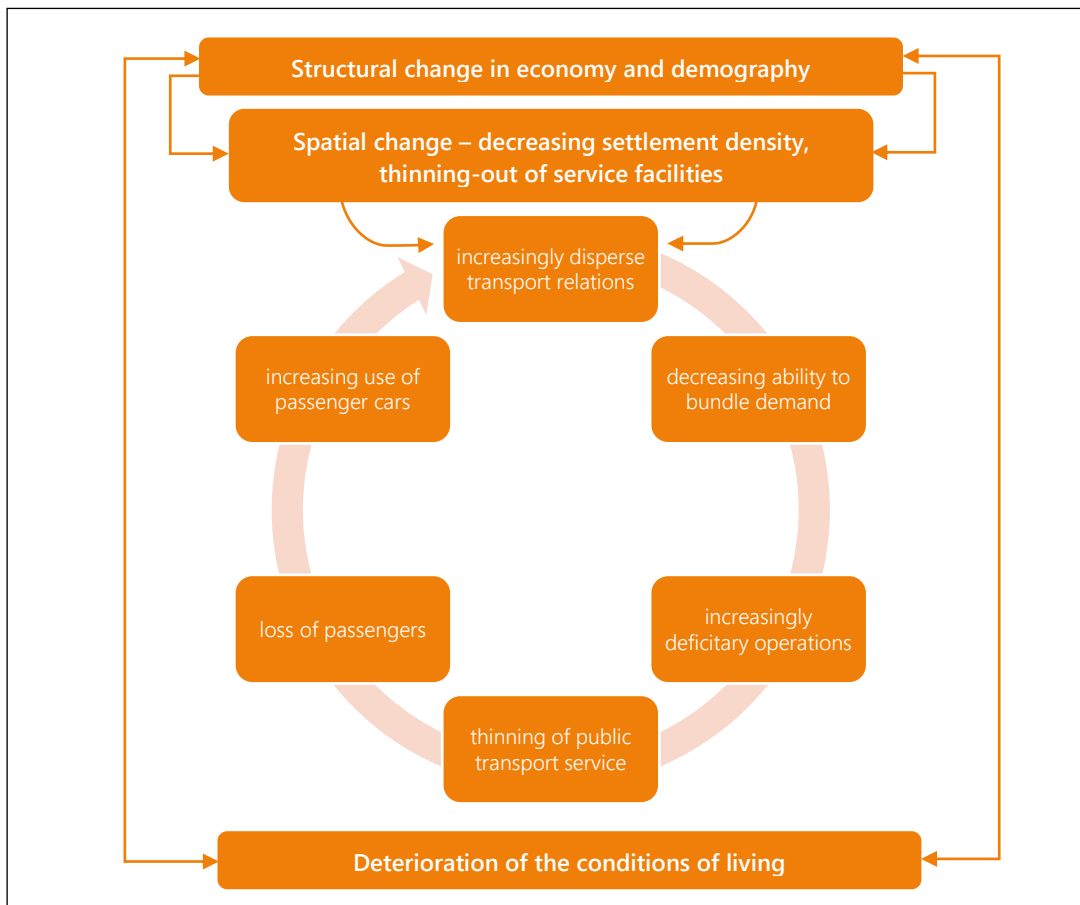 Structural change in economy and demography
Spatial change – decreasing settlement density,
thinning-out of service facilities
increasingly disperse
transport relations
decreasing ability to
bundle demand
increasingly
deficitary operations
thinning of public
transport service
loss of passengers
increasing use of
passenger cars
Deterioration of the conditions of living